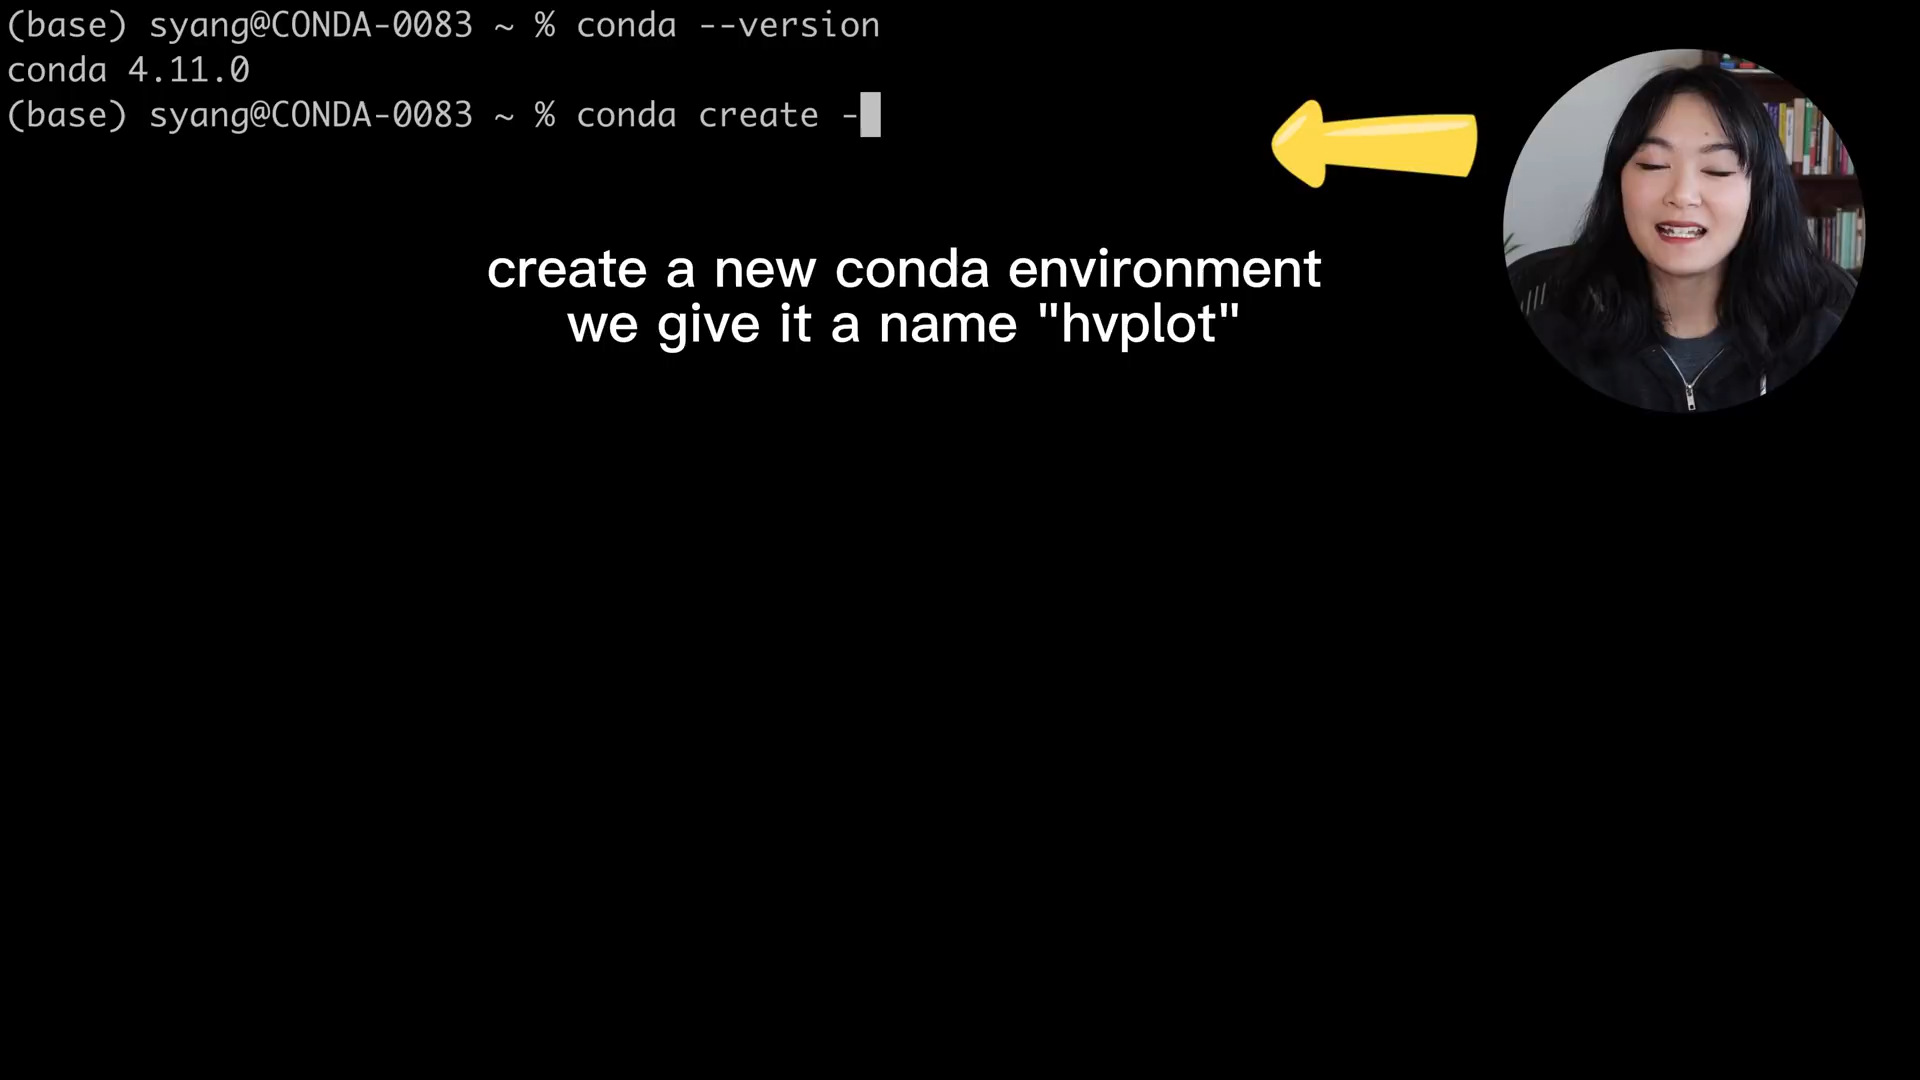 (base) syang@CONDA-0083 ~ % conda --version
conda 4.11.0
(base) syang@CONDA-0083 ~ % conda create -
create a new conda environment
we give it a name "hvplot"